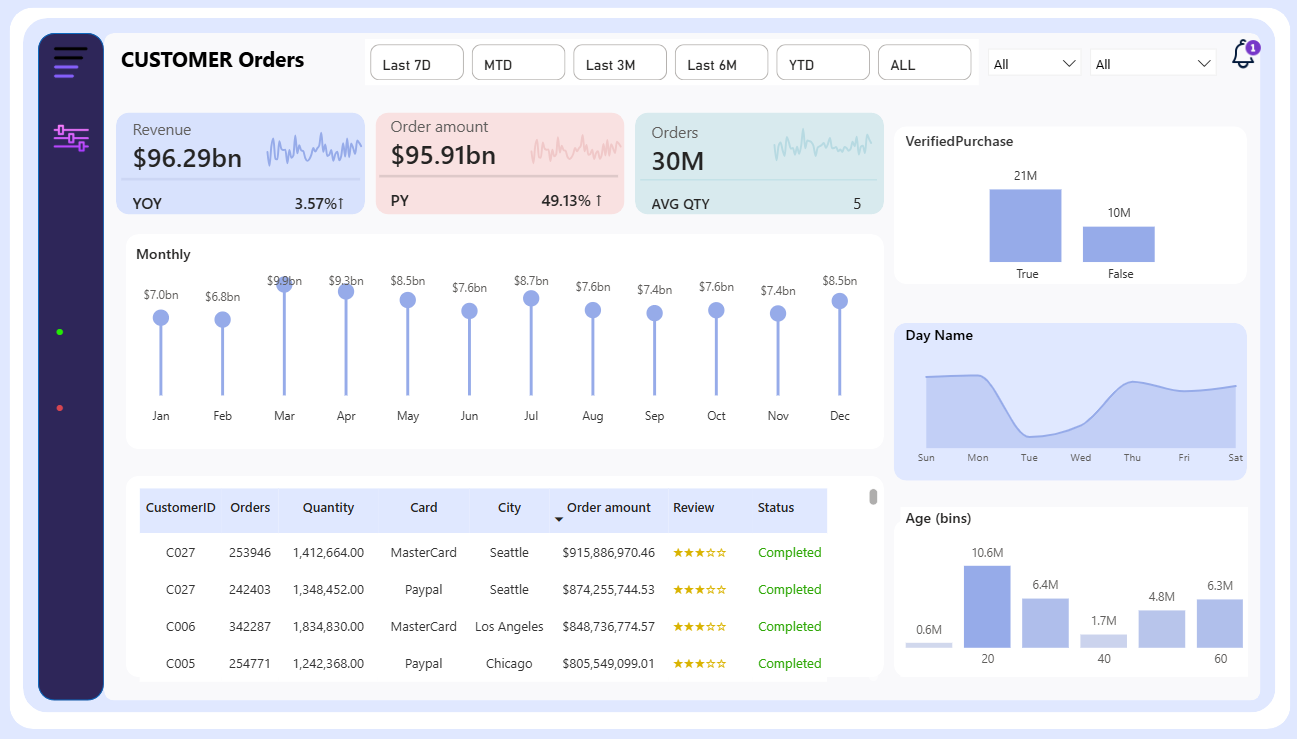 CUSTOMER Orders
Last 7D
MTD
Last 3M
Last 6M
YTD
ALL
All
All
1
Revenue
$96.29bn
YOY 3.57%↑
Order amount
$95.91bn
PY 49.13% ↑
Orders
30M
AVG QTY 5
VerifiedPurchase
21M
10M
True False
Monthly
$7.0bn $6.8bn $9.9bn $9.3bn $8.5bn $7.6bn $8.7bn $7.6bn $7.4bn $7.6bn $7.4bn $8.5bn
Jan Feb Mar Apr May Jun Jul Aug Sep Oct Nov Dec
Day Name
Sun Mon Tue Wed Thu Fri Sat
CustomerID Orders Quantity Card City Order amount Review Status
C027 253946 1,412,664.00 MasterCard Seattle $915,886,970.46 ★★★☆☆ Completed
C027 242403 1,348,452.00 Paypal Seattle $874,255,744.53 ★★★☆☆ Completed
C006 342287 1,834,830.00 MasterCard Los Angeles $848,736,774.57 ★★★☆☆ Completed
C005 254771 1,242,368.00 Paypal Chicago $805,549,099.01 ★★★☆☆ Completed
Age (bins)
0.6M 10.6M 6.4M 1.7M 4.8M 6.3M
20 40 60